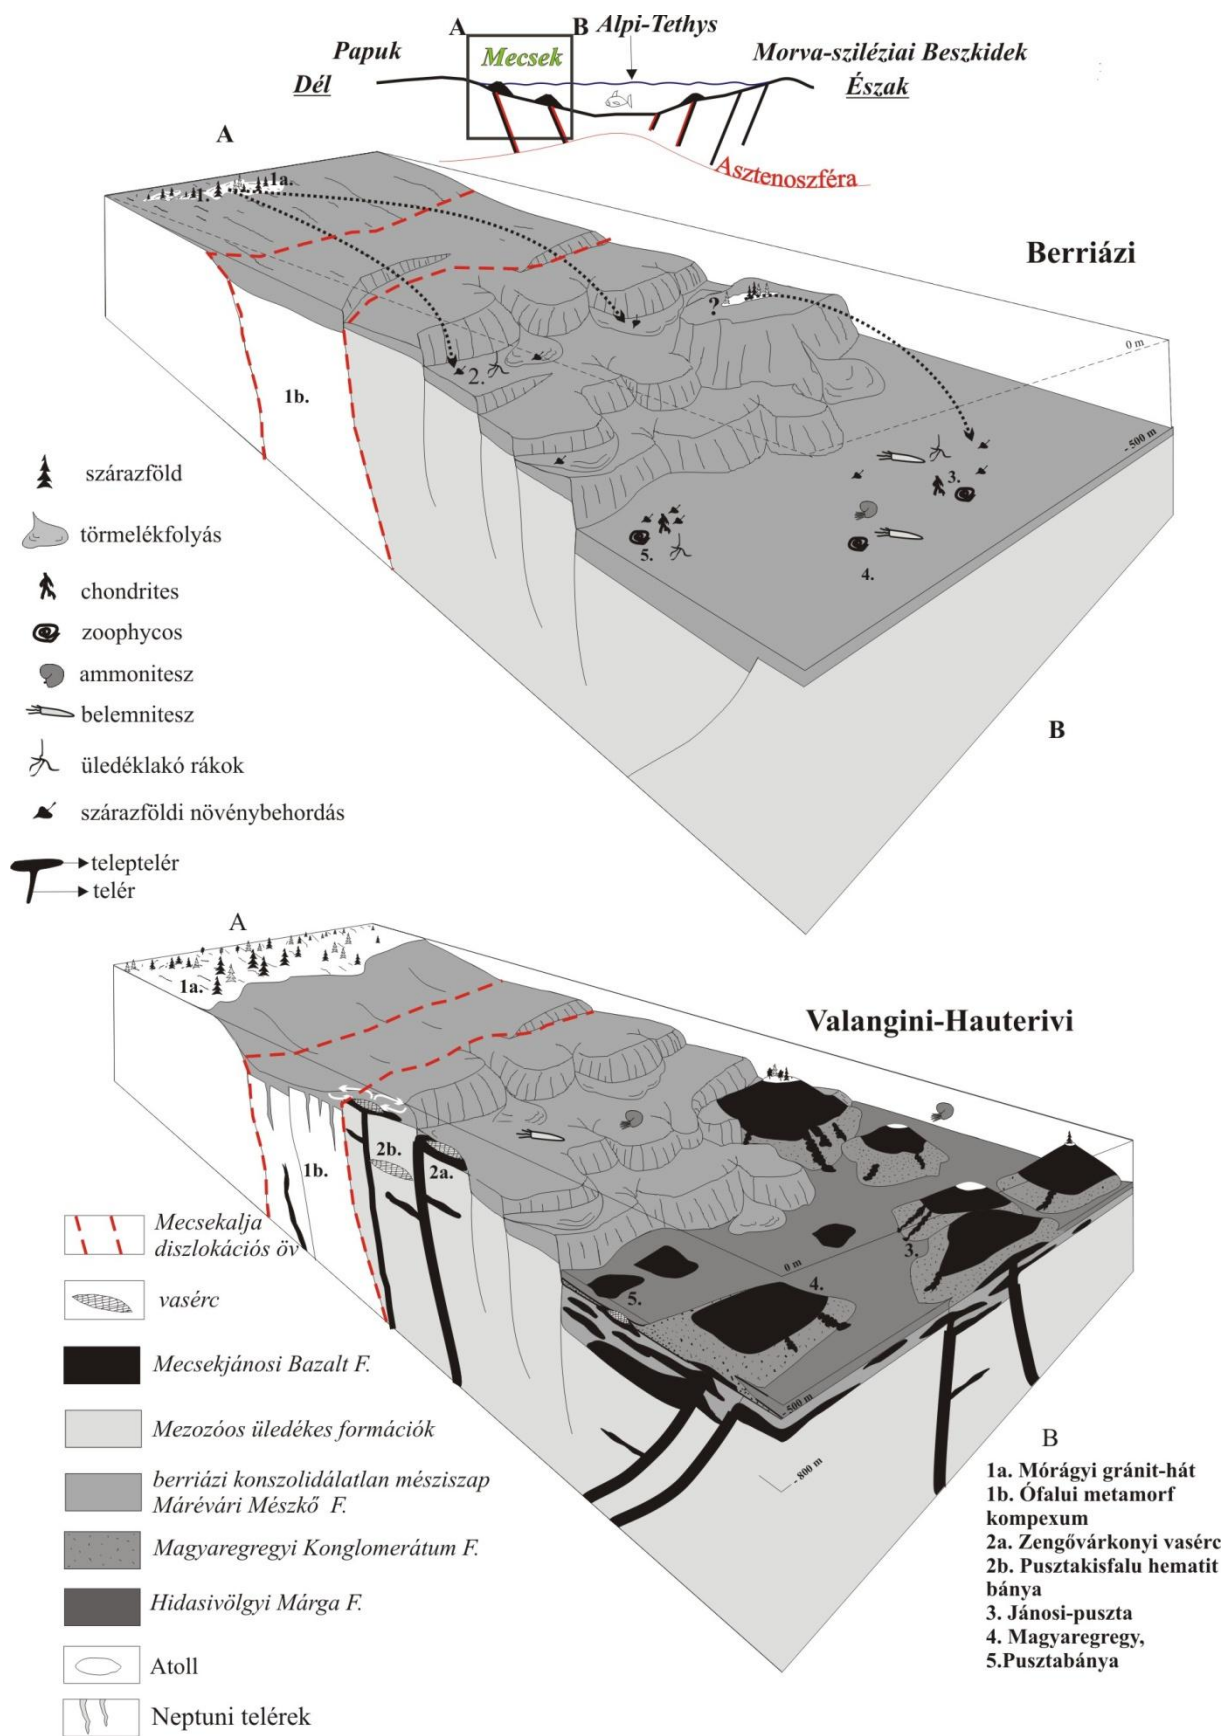 A
B
Alpi-Tethys
Papuk
Mecsek
Morva-sziléziai Beszkidek
Dél
Észak
A
Asztenoszféra
1a.
1.
Berriázi
?
0 m
2.
1b.
- 500 m
3.
5.
4.
B
szárazföld
törmelékfolyás
chondrites
zoophycos
ammonitesz
belemnitesz
üledéklakó rákok
szárazföldi növénybehordás
teleptelér
telér
A
1a.
Valangini-Hauterivi
2b.
2a.
1b.
3.
0 m
4.
5.
- 500 m
- 800 m
B
Mecsekalja
diszlokációs öv
vasérc
Mecsekjánosi Bazalt F.
Mezozóos üledékes formációk
berriázi konszolidálatlan mésziszap
Márévári Mészkő F.
Magyaregregyi Konglomerátum F.
Hidasivölgyi Márga F.
Atoll
Neptuni telérek
1a. Mórágyi gránit-hát
1b. Ófalui metamorf
kompexum
2a. Zengővárkonyi vasérc
2b. Pusztakisfalu hematit
bánya
3. Jánosi-puszta
4. Magyaregregy,
5.Pusztabánya